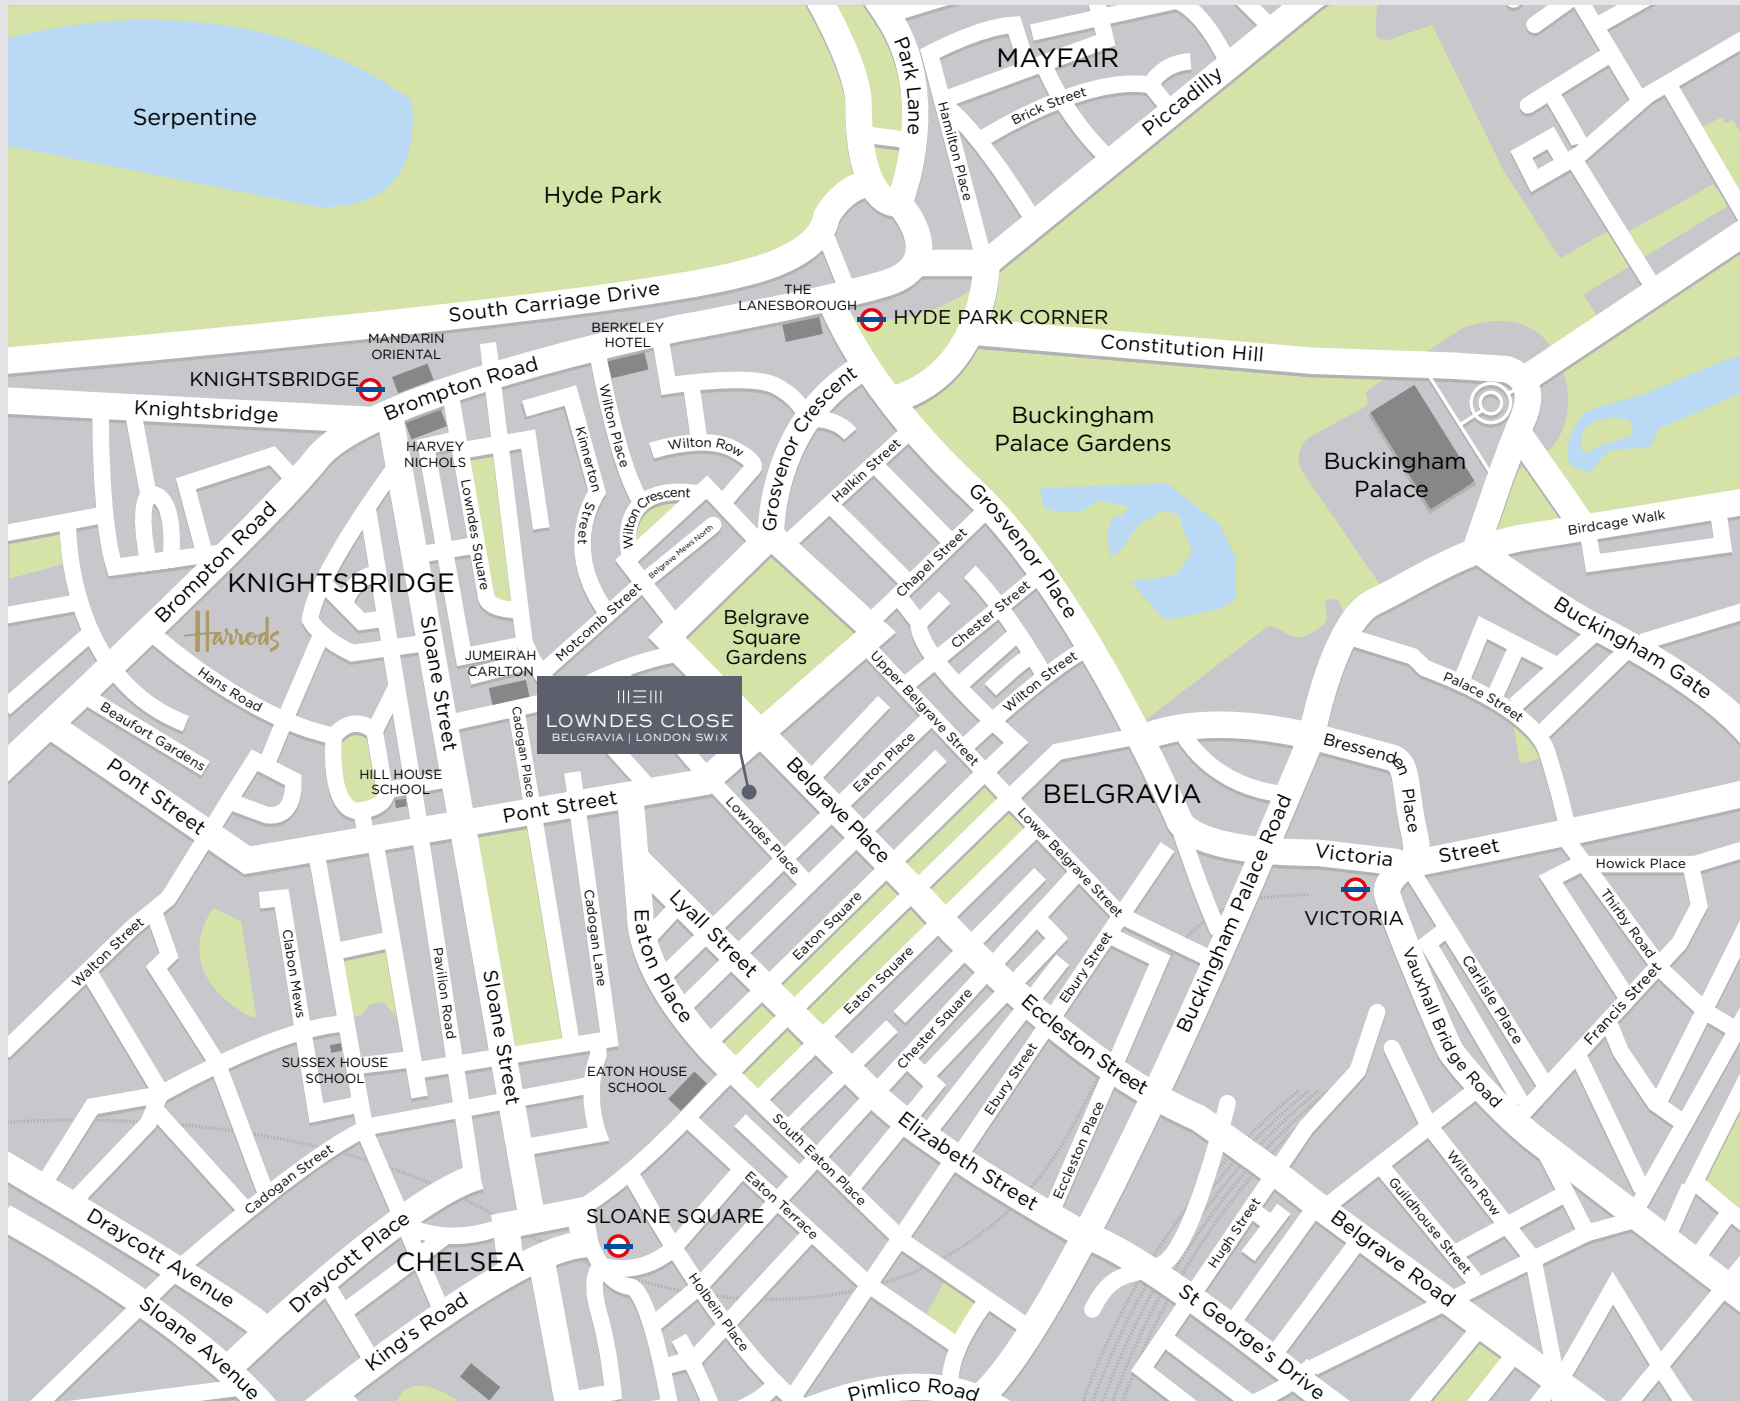 MAYFAIR
Park Lane
Piccadilly
Brick Street
Hamilton Place
Serpentine
Hyde Park
South Carriage Drive
THE
LANESBOROUGH
HYDE PARK CORNER
BERKELEY
HOTEL
MANDARIN
ORIENTAL
KNIGHTSBRIDGE
Knightsbridge
Brompton Road
Constitution Hill
HARVEY
NICHOLS
Wilton Place
Kinnerton
Street
Wilton Row
Grosvenor Crescent
Halkin Street
Buckingham
Palace Gardens
Buckingham
Palace
Birdcage Walk
Grosvenor Place
Lowndes Square
Wilton Crescent
Belgrave Mews North
Brompton Road
KNIGHTSBRIDGE
Harrods
Motcomb Street
Chapel Street
Chester Street
Belgrave
Square
Gardens
Buckingham Gate
Sloane Street
JUMEIRAH
CARLTON
Hans Road
Beaufort Gardens
Wilton Street
Palace Street
Upper Belgrave Street
LOWNDES CLOSE
BELGRAVIA | LONDON SW1X
Cadogan Place
Pont Street
HILL HOUSE
SCHOOL
Pont Street
Eaton Place
Belgrave Place
Lowndes Place
BELGRAVIA
Bressenden
Place
Lower Belgrave Street
Buckingham Palace Road
Victoria
Street
Howick Place
VICTORIA
Thirby Road
Francis Street
Carlisle Place
Vauxhall Bridge Road
Walton Street
Clabon Mews
Pavilion Road
Sloane Street
Cadogan Lane
Eaton Place
Lyall Street
Eaton Square
Eaton Square
Chester Square
Ebury Street
Ebury Street
Eccleston Street
Eccleston Place
Elizabeth Street
SUSSEX HOUSE
SCHOOL
EATON HOUSE
SCHOOL
South Eaton Place
Eaton Terrace
Cadogan Street
Draycott Avenue
Draycott Place
Sloane Avenue
King's Road
CHELSEA
SLOANE SQUARE
Holbein Place
Pimlico Road
Hugh Street
St George's Drive
Belgrave Road
Guildhouse Street
Wilton Row